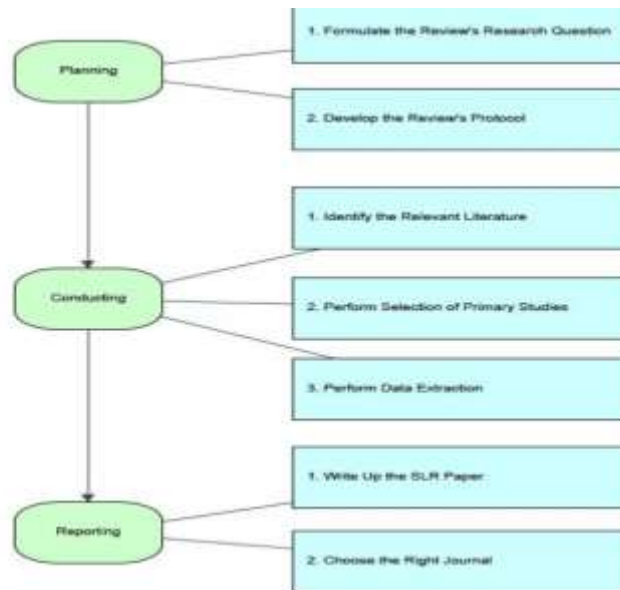 1. Formulate the Review's Research Question
Planning
2. Develop the Review's Protocol
1. Identify the Relevant Literature
Conducting
2. Perform Selection of Primary Studies
3. Perform Data Extraction
1. Write Up the SLR Paper
Reporting
2. Choose the Right Journal